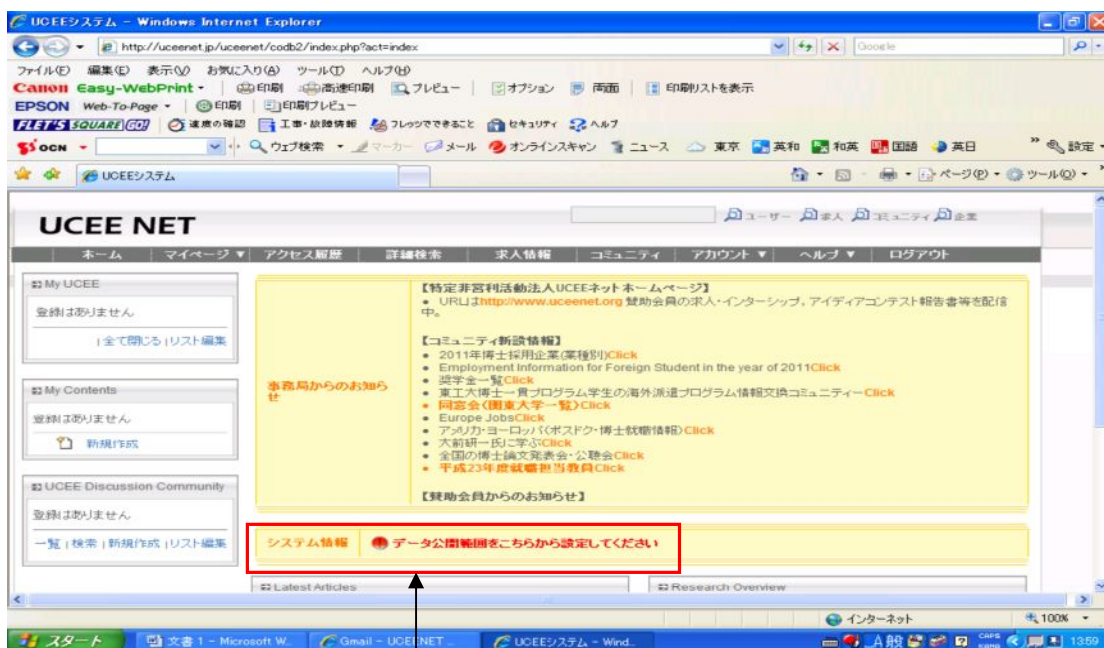 UCEEシステム - Windows Internet Explorer
http://uceenet.jp/uceenet/codb2/index.php?act=index
Google
ファイル(F) 編集(E) 表示(V) お気に入り(A) ツール(T) ヘルプ(H)
Canon Easy-WebPrint 印刷 高速印刷 プレビュー オプション 両面 印刷リストを表示
EPSON Web-To-Page 印刷 印刷プレビュー
FLET'S SQUARE GO! 速度の確認 工事・故障情報 フレッツでできること セキュリティ ヘルプ
OCN ウェブ検索 マーカー メール オンラインスキャン ニュース 東京 英和 和英 国語 英日 設定
UCEEシステム
ページ(P) ツール(O)
UCEE NET
ユーザー 求人 コミュニティ 企業
ホーム マイページ ▼ アクセス履歴 詳細検索 求人情報 コミュニティ アカウント ▼ ヘルプ ▼ ログアウト
My UCEE
登録はありません
| 全て閉じる | リスト編集
My Contents
登録はありません
新規作成
UCEE Discussion Community
登録はありません
一覧 | 検索 | 新規作成 | リスト編集
事務局からのお知らせ
【特定非営利活動法人UCEEネットホームページ】
• URLはhttp://www.uceenet.org 賛助会員の求人・インターシップ、アイディアコンテスト報告書等を配信中。
【コミュニティ新設情報】
• 2011年博士採用企業(業種別)Click
• Employment Information for Foreign Student in the year of 2011Click
• 奨学金一覧Click
• 東工大博士一貫プログラム学生の海外派遣プログラム情報交換コミュニティーClick
• 同窓会(関東大学一覧)Click
• Europe JobsClick
• アメリカ・ヨーロッパ(ポスドク・博士就職情報)Click
• 大前研一氏に学ぶClick
• 全国の博士論文発表会・公聴会Click
• 平成23年度就職担当教員Click
【賛助会員からのお知らせ】
システム情報 データ公開範囲をこちらから設定してください
Latest Articles
Research Overview
インターネット 100%
スタート 文書 1 - Microsoft W... Gmail - UCEENET ... UCEEシステム - Wind... A 般 CAPS KANA 13:59